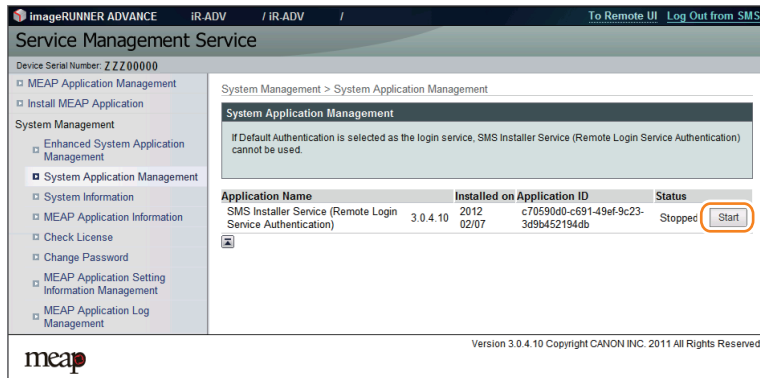 imageRUNNER ADVANCE iR-ADV / iR-ADV / To Remote UI Log Out from SMS
Service Management Service
Device Serial Number: ZZZ00000
MEAP Application Management
Install MEAP Application
System Management
Enhanced System Application
Management
System Application Management
System Information
MEAP Application Information
Check License
Change Password
MEAP Application Setting
Information Management
MEAP Application Log
Management
System Management > System Application Management
System Application Management
If Default Authentication is selected as the login service, SMS Installer Service (Remote Login Service Authentication)
cannot be used.
Application Name Installed on Application ID Status
SMS Installer Service (Remote Login 3.0.4.10 2012 c70590d0-c691-49ef-9c23- Stopped Start
Service Authentication) 02/07 3d9b452194db
meap
Version 3.0.4.10 Copyright CANON INC. 2011 All Rights Reserved